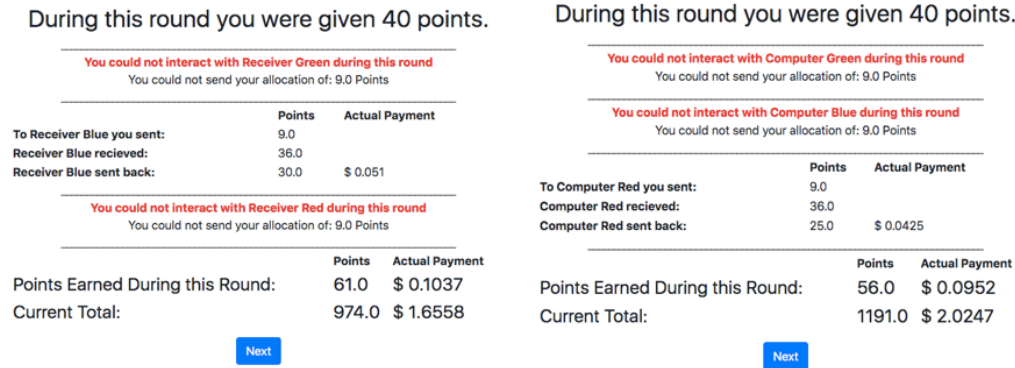 During this round you were given 40 points.
You could not interact with Receiver Green during this round
You could not send your allocation of: 9.0 Points
Points Actual Payment
To Receiver Blue you sent: 9.0
Receiver Blue recieved: 36.0
Receiver Blue sent back: 30.0 $ 0.051
You could not interact with Receiver Red during this round
You could not send your allocation of: 9.0 Points
Points Actual Payment
Points Earned During this Round: 61.0 $ 0.1037
Current Total: 974.0 $ 1.6558
Next
During this round you were given 40 points.
You could not interact with Computer Green during this round
You could not send your allocation of: 9.0 Points
You could not interact with Computer Blue during this round
You could not send your allocation of: 9.0 Points
Points Actual Payment
To Computer Red you sent: 9.0
Computer Red recieved: 36.0
Computer Red sent back: 25.0 $ 0.0425
Points Actual Payment
Points Earned During this Round: 56.0 $ 0.0952
Current Total: 1191.0 $ 2.0247
Next